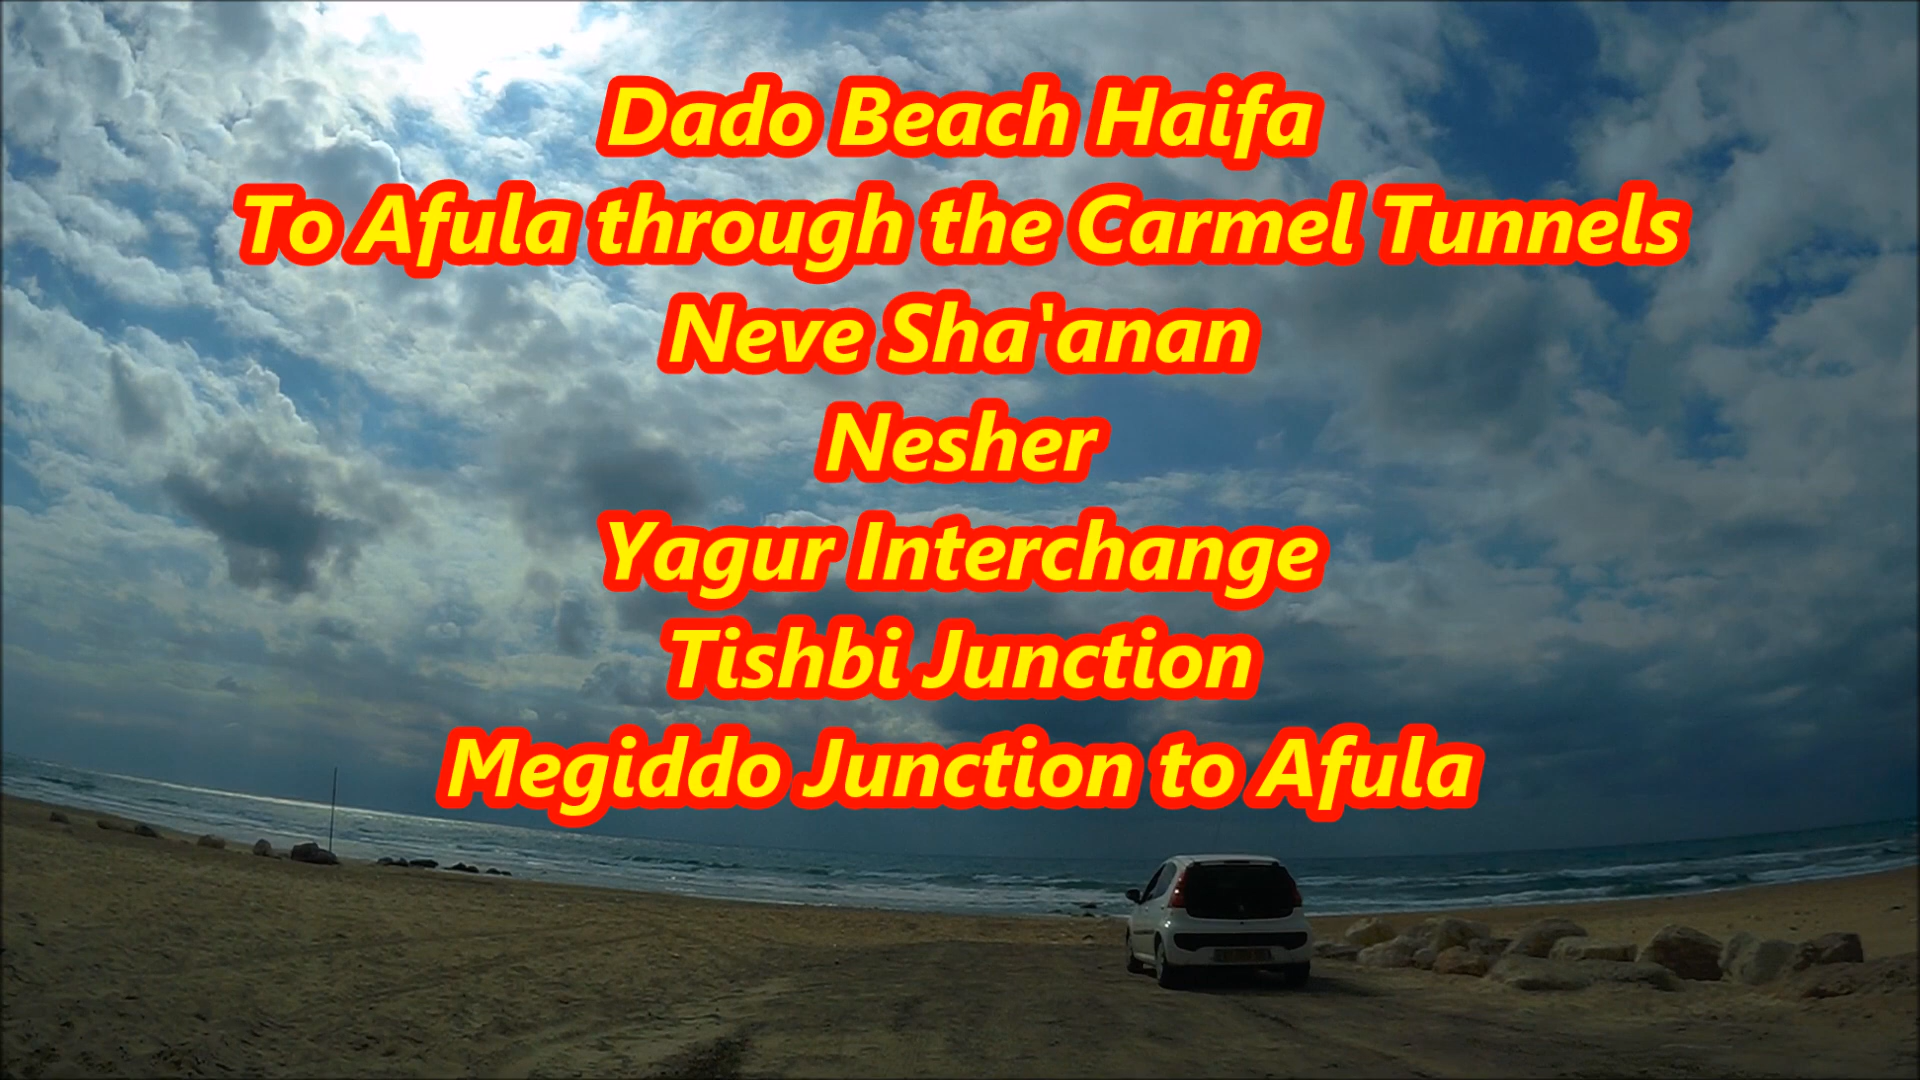 Dado Beach Haifa
To Afula through the Carmel Tunnels
Neve Sha'anan
Nesher
Yagur Interchange
Tishbi Junction
Megiddo Junction to Afula